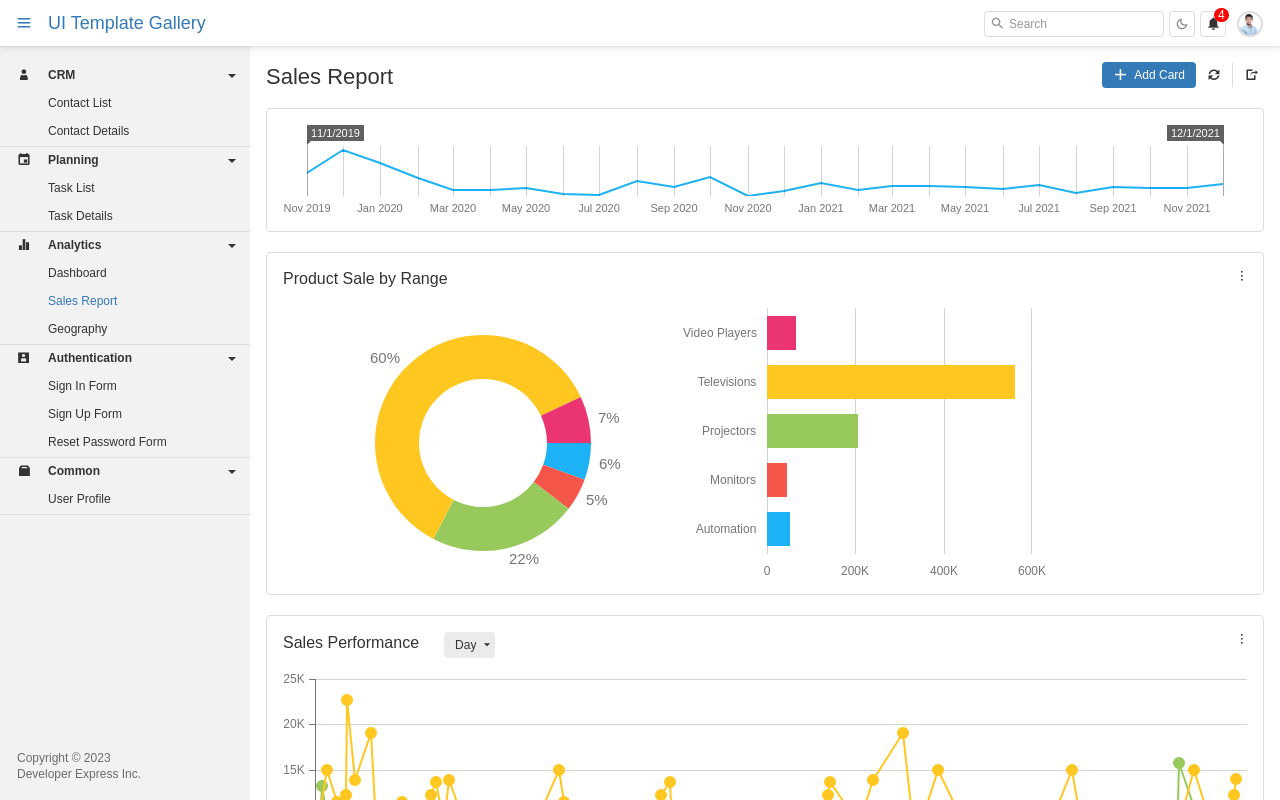 UI Template Gallery
Search
4
CRM
Contact List
Contact Details
Planning
Task List
Task Details
Analytics
Dashboard
Sales Report
Geography
Authentication
Sign In Form
Sign Up Form
Reset Password Form
Common
User Profile
Copyright © 2023
Developer Express Inc.
Sales Report
Add Card
11/1/2019
12/1/2021
Nov 2019 Jan 2020 Mar 2020 May 2020 Jul 2020 Sep 2020 Nov 2020 Jan 2021 Mar 2021 May 2021 Jul 2021 Sep 2021 Nov 2021
Product Sale by Range
60%
7%
6%
5%
22%
Video Players
Televisions
Projectors
Monitors
Automation
0 200K 400K 600K
Sales Performance
Day
25K
20K
15K